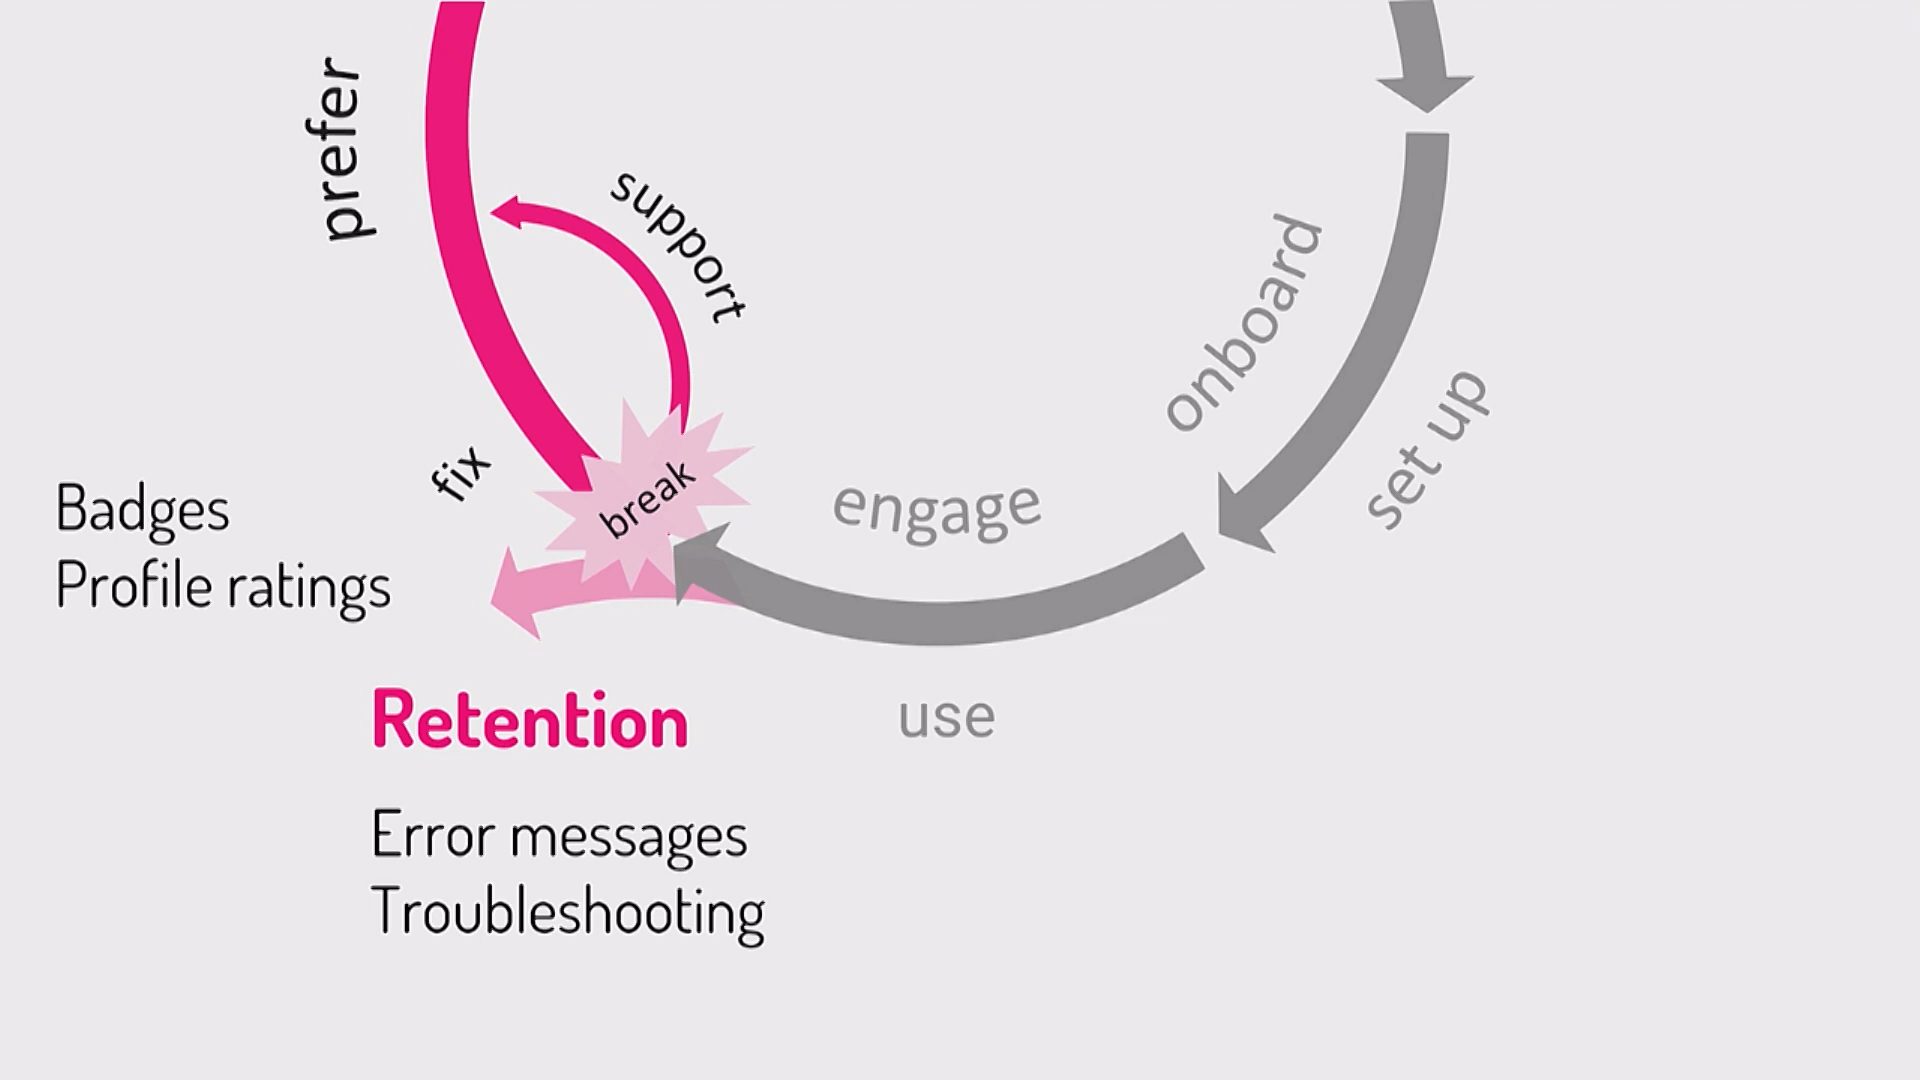 prefer
support
onboard
set up
fix
break
engage
Badges
Profile ratings
Retention
use
Error messages
Troubleshooting